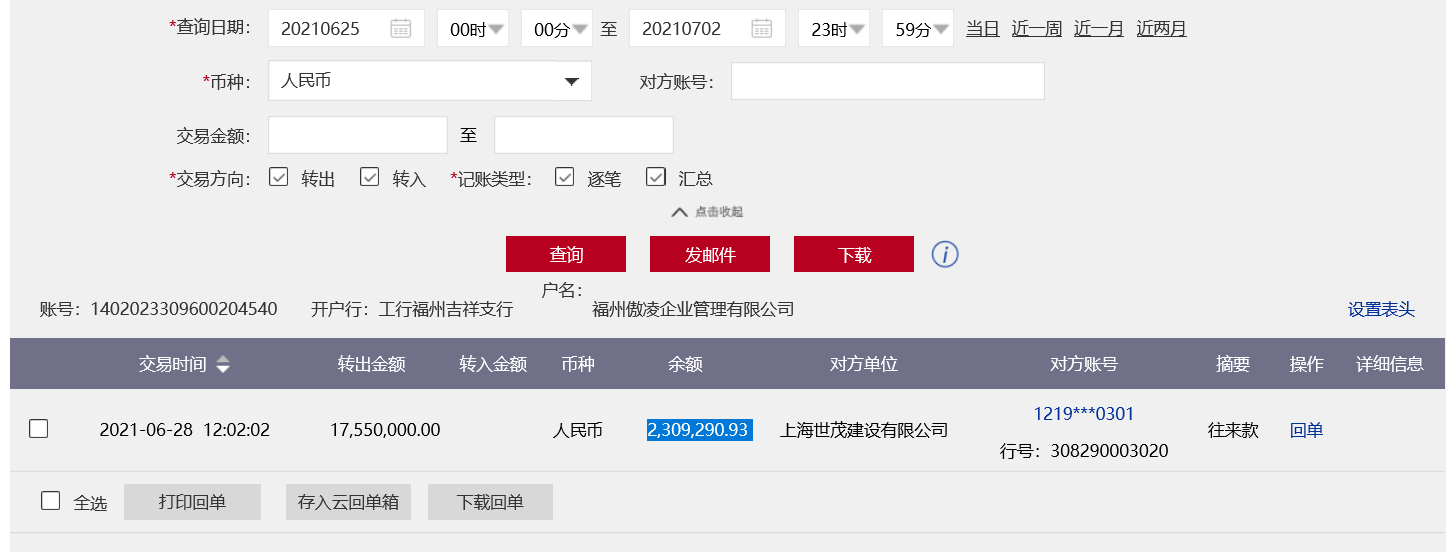 *查询日期： 20210625 00时 00分 至 20210702 23时 59分 当日 近一周 近一月 近两月
*币种： 人民币 对方账号：
交易金额： 至
*交易方向： 转出 转入 *记账类型： 逐笔 汇总
点击收起
查询 发邮件 下载
账号：1402023309600204540 开户行：工行福州吉祥支行 户名： 福州傲凌企业管理有限公司 设置表头
交易时间 转出金额 转入金额 币种 余额 对方单位 对方账号 摘要 操作 详细信息
2021-06-28 12:02:02 17,550,000.00 人民币 2,309,290.93 上海世茂建设有限公司 1219***0301 往来款 回单
行号：308290003020
全选 打印回单 存入云回单箱 下载回单